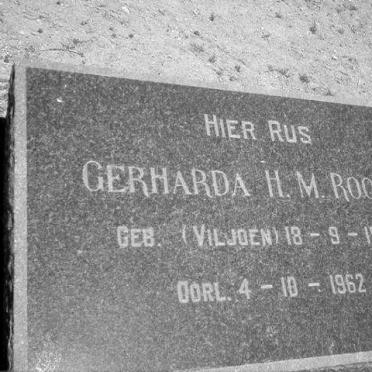 HIER RUS
GERHARDA H. M. ROO
GEB. (VILJOEN) 18 - 9 - 1
OORL. 4 - 10 - 1962